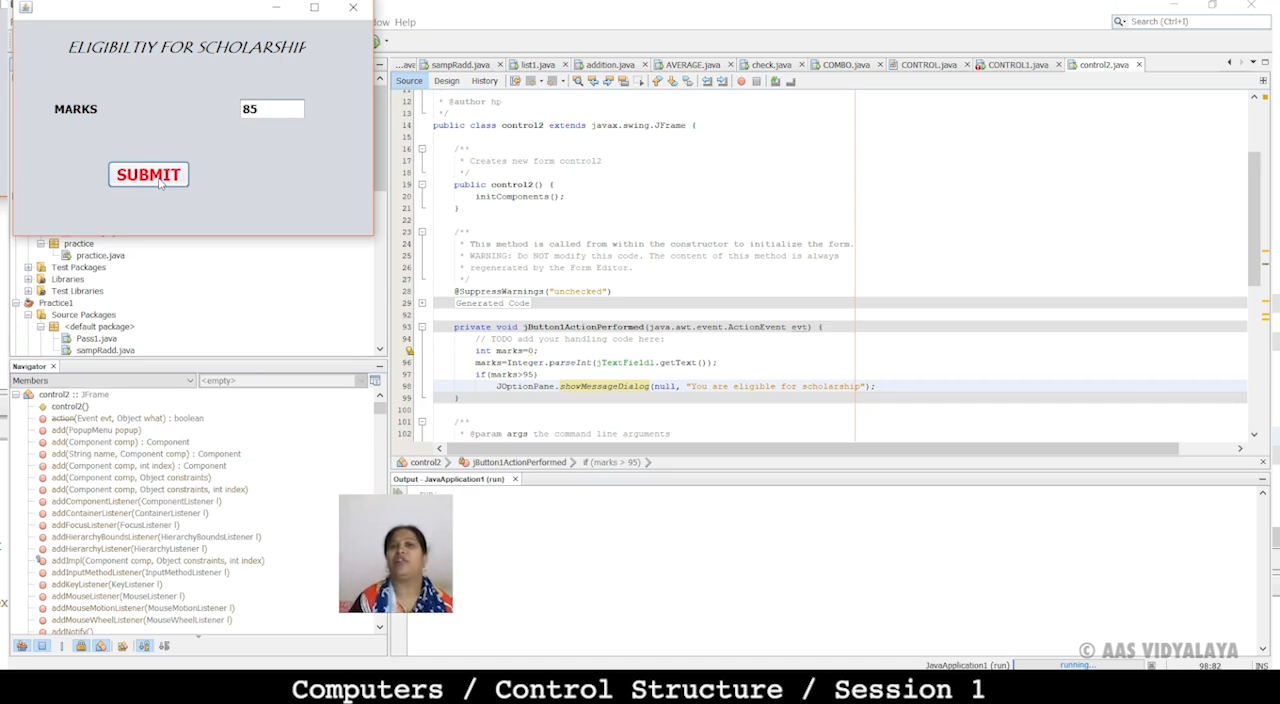 ELIGIBILTIY FOR SCHOLARSHIP
MARKS
85
SUBMIT
Help
Search (Ctrl+I)
...ava
sampRadd.java
list1.java
addition.java
AVERAGE.java
check.java
COMBO.java
CONTROL.java
CONTROL1.java
control2.java
Source
Design
History
12 * @author hp
13 */
14 public class control2 extends javax.swing.JFrame {
15
16 /**
17 * Creates new form control2
18 */
19 public control2() {
20 initComponents();
21 }
22
23 /**
24 * This method is called from within the constructor to initialize the form.
25 * WARNING: Do NOT modify this code. The content of this method is always
26 * regenerated by the Form Editor.
27 */
28 @SuppressWarnings("unchecked")
29 Generated Code
92
93 private void jButton1ActionPerformed(java.awt.event.ActionEvent evt) {
94 // TODO add your handling code here:
int marks=0;
96 marks=Integer.parseInt(jTextField1.getText());
97 if(marks>95)
98 JOptionPane.showMessageDialog(null, "You are eligible for scholarship");
99 }
100
101 /**
102 * @param args the command line arguments
practice
practice.java
Test Packages
Libraries
Test Libraries
Practice1
Source Packages
<default package>
Pass1.java
sampRadd.java
Navigator
Members
<empty>
control2 :: JFrame
control2()
action(Event evt, Object what) : boolean
add(PopupMenu popup)
add(Component comp) : Component
add(String name, Component comp) : Component
add(Component comp, int index) : Component
add(Component comp, Object constraints)
add(Component comp, Object constraints, int index)
addComponentListener(ComponentListener l)
addContainerListener(ContainerListener l)
addFocusListener(FocusListener l)
addHierarchyBoundsListener(HierarchyBoundsListener l)
addHierarchyListener(HierarchyListener l)
addImpl(Component comp, Object constraints, int index)
addInputMethodListener(InputMethodListener l)
addKeyListener(KeyListener l)
addMouseListener(MouseListener l)
addMouseMotionListener(MouseMotionListener l)
addMouseWheelListener(MouseWheelListener l)
addNotify()
control2
jButton1ActionPerformed
if (marks > 95)
Output - JavaApplication1 (run)
run:
© AAS VIDYALAYA
JavaApplication1 (run)
running...
98:82
INS
Computers / Control Structure / Session 1